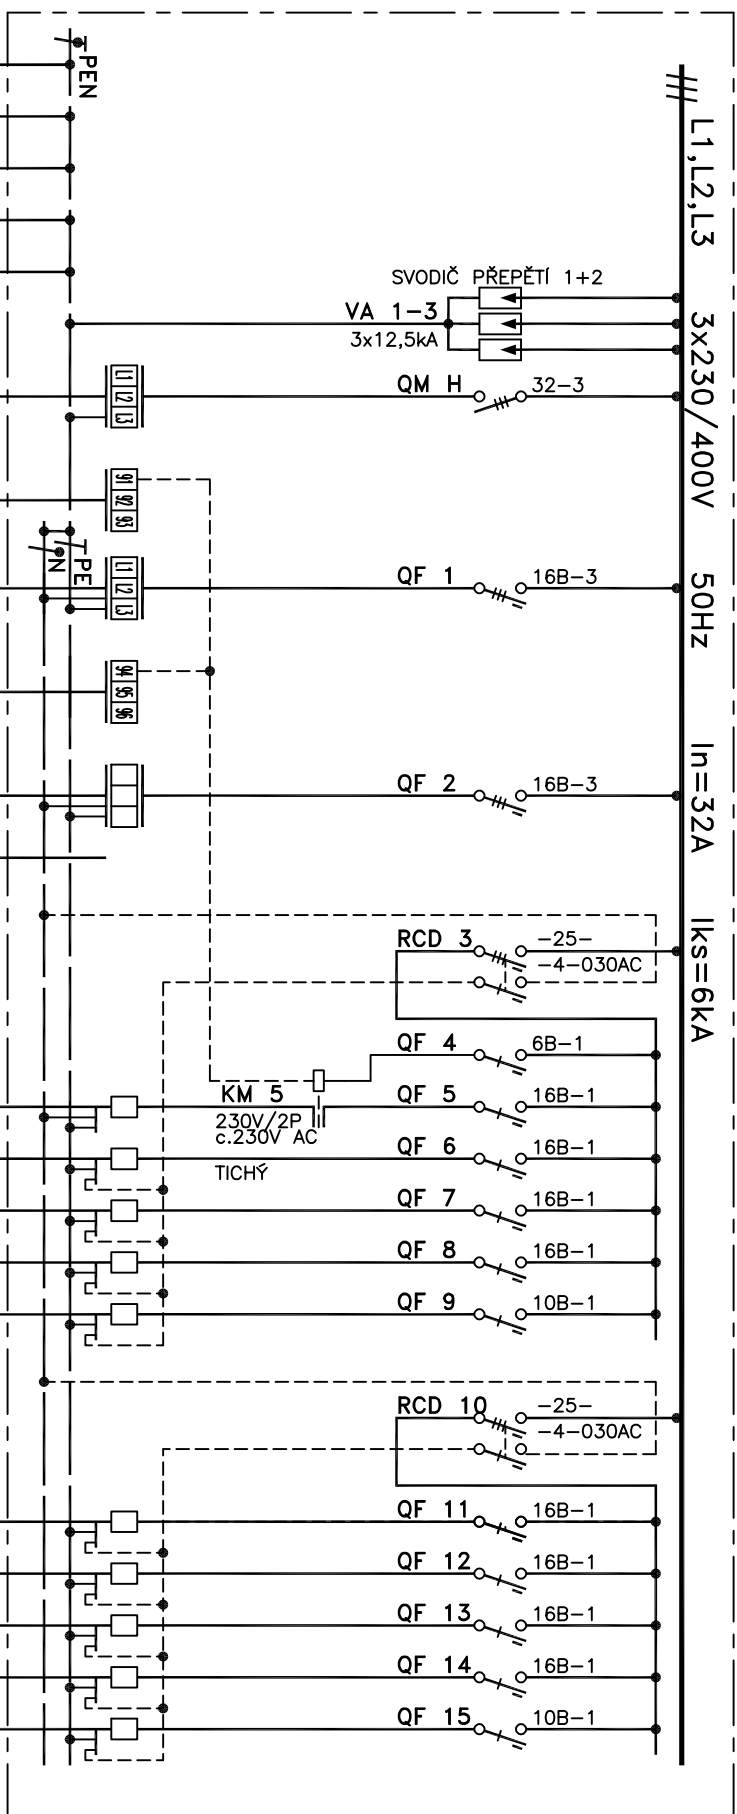 PEN
L1,L2,L3   3x230/400V   50Hz   In=32A   Iks=6kA
SVODIČ PŘEPĚTÍ 1+2
VA 1-3
3x12,5kA
QM H
32-3
L1 L2 L3
91 92 93
N
PE
QF 1
16B-3
L1 L2 L3
94 95 96
QF 2
16B-3
RCD 3
-25-
-4-030AC
QF 4
6B-1
KM 5
230V/2P
c.230V AC
TICHÝ
QF 5
16B-1
QF 6
16B-1
QF 7
16B-1
QF 8
16B-1
QF 9
10B-1
RCD 10
-25-
-4-030AC
QF 11
16B-1
QF 12
16B-1
QF 13
16B-1
QF 14
16B-1
QF 15
10B-1